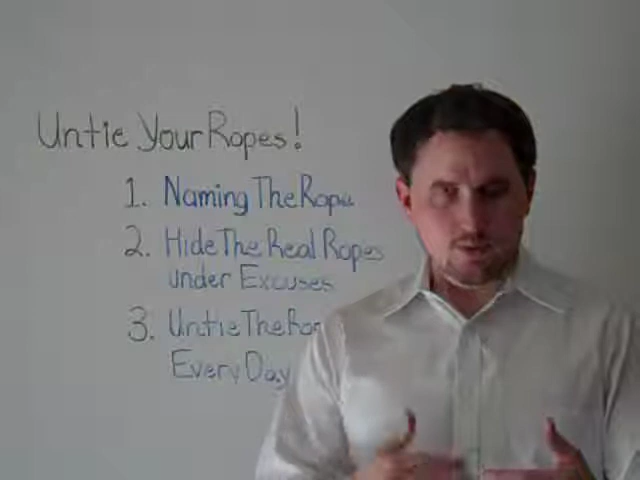 Untie Your Ropes!
1. Naming The Rope
2. Hide The Real Ropes
under Excuses
3. Untie The
Every Day